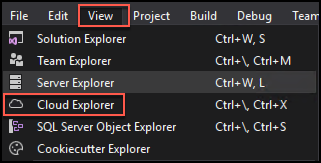 File Edit View Project Build Debug Team
Solution Explorer Ctrl+W, S
Team Explorer Ctrl+\, Ctrl+M
Server Explorer Ctrl+W, L
Cloud Explorer Ctrl+\, Ctrl+X
SQL Server Object Explorer Ctrl+\, Ctrl+S
Cookiecutter Explorer